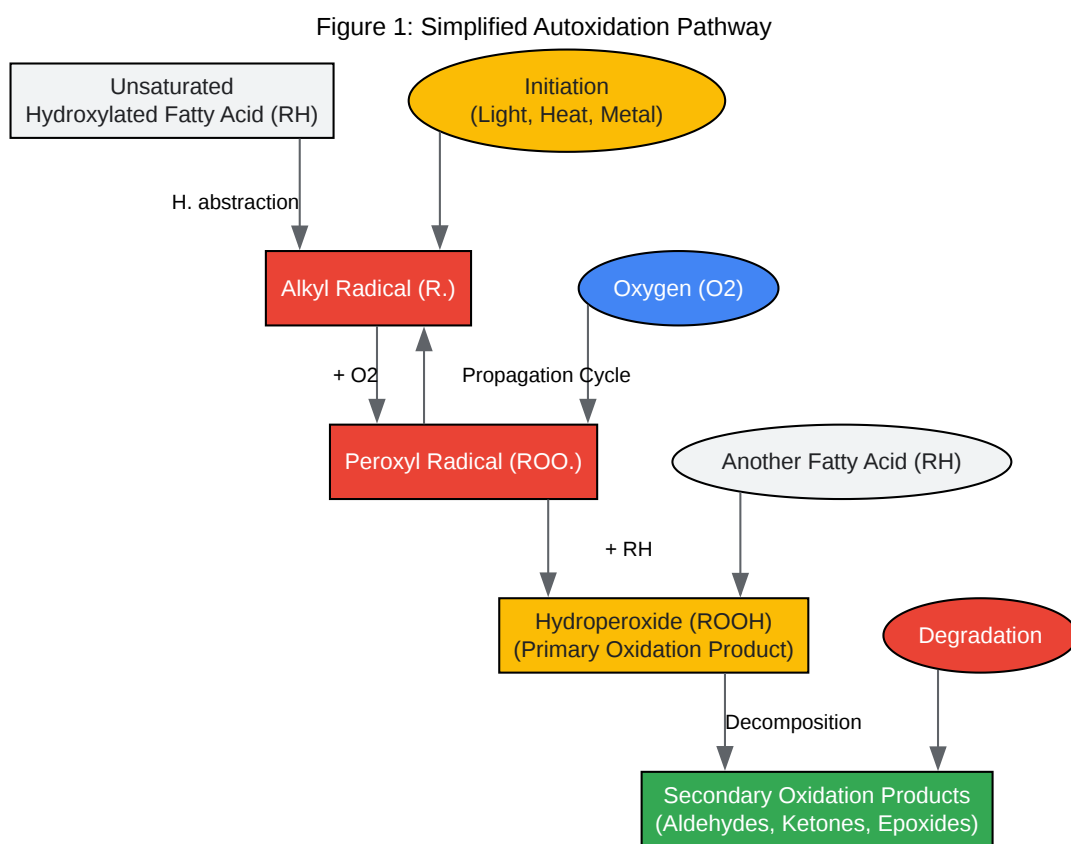 Figure 1: Simplified Autoxidation Pathway
Unsaturated
Hydroxylated Fatty Acid (RH)
Initiation
(Light, Heat, Metal)
H. abstraction
Alkyl Radical (R.)
Oxygen (O2)
+ O2
Propagation Cycle
Peroxyl Radical (ROO.)
Another Fatty Acid (RH)
+ RH
Hydroperoxide (ROOH)
(Primary Oxidation Product)
Degradation
Decomposition
Secondary Oxidation Products
(Aldehydes, Ketones, Epoxides)